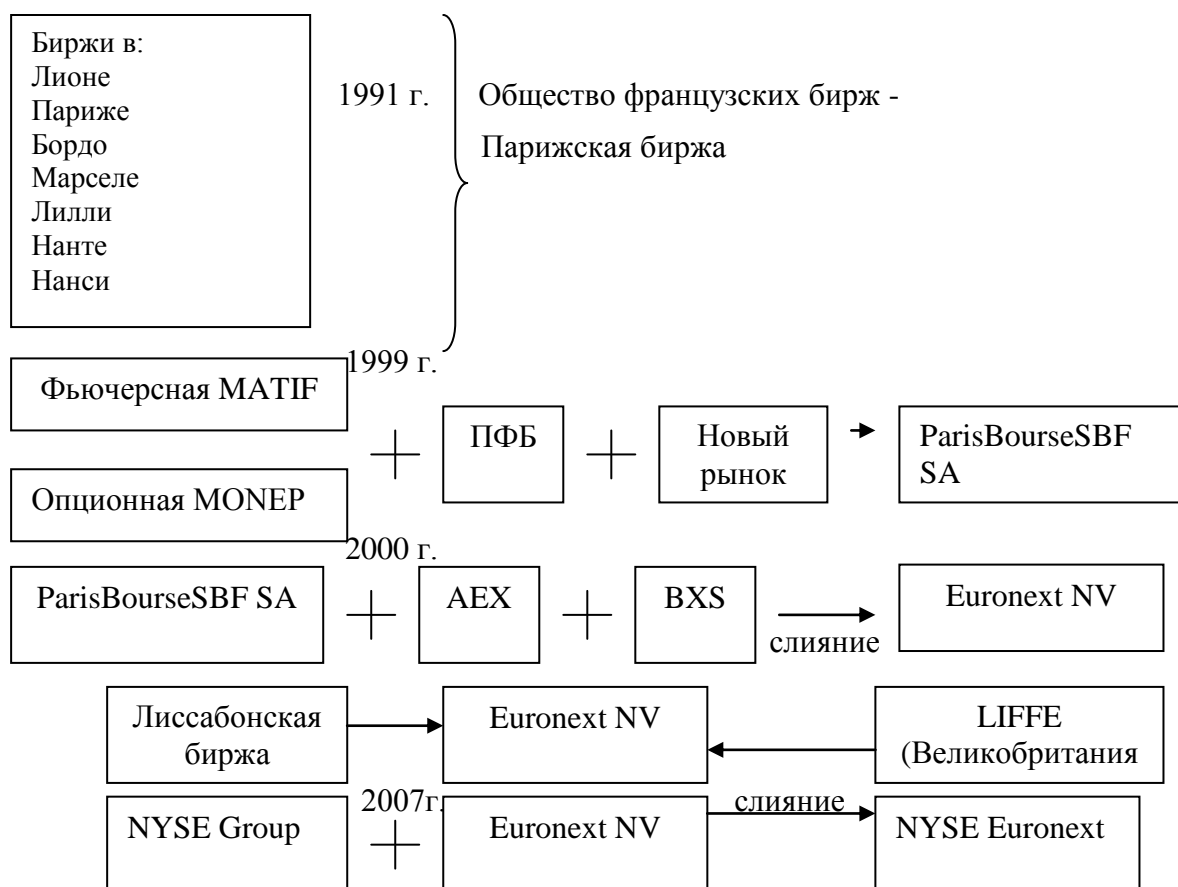 Биржи в:
Лионе
Париже
Бордо
Марселе
Лилли
Нанте
Нанси
1991 г.
Общество французских бирж -
Парижская биржа
1999 г.
Фьючерсная MATIF
Опционная MONEP
ПФБ
Новый
рынок
ParisBourseSBF
SA
2000 г.
ParisBourseSBF SA
AEX
BXS
слияние
Euronext NV
Лиссабонская
биржа
Euronext NV
LIFFE
(Великобритания
2007г.
слияние
NYSE Group
Euronext NV
NYSE Euronext